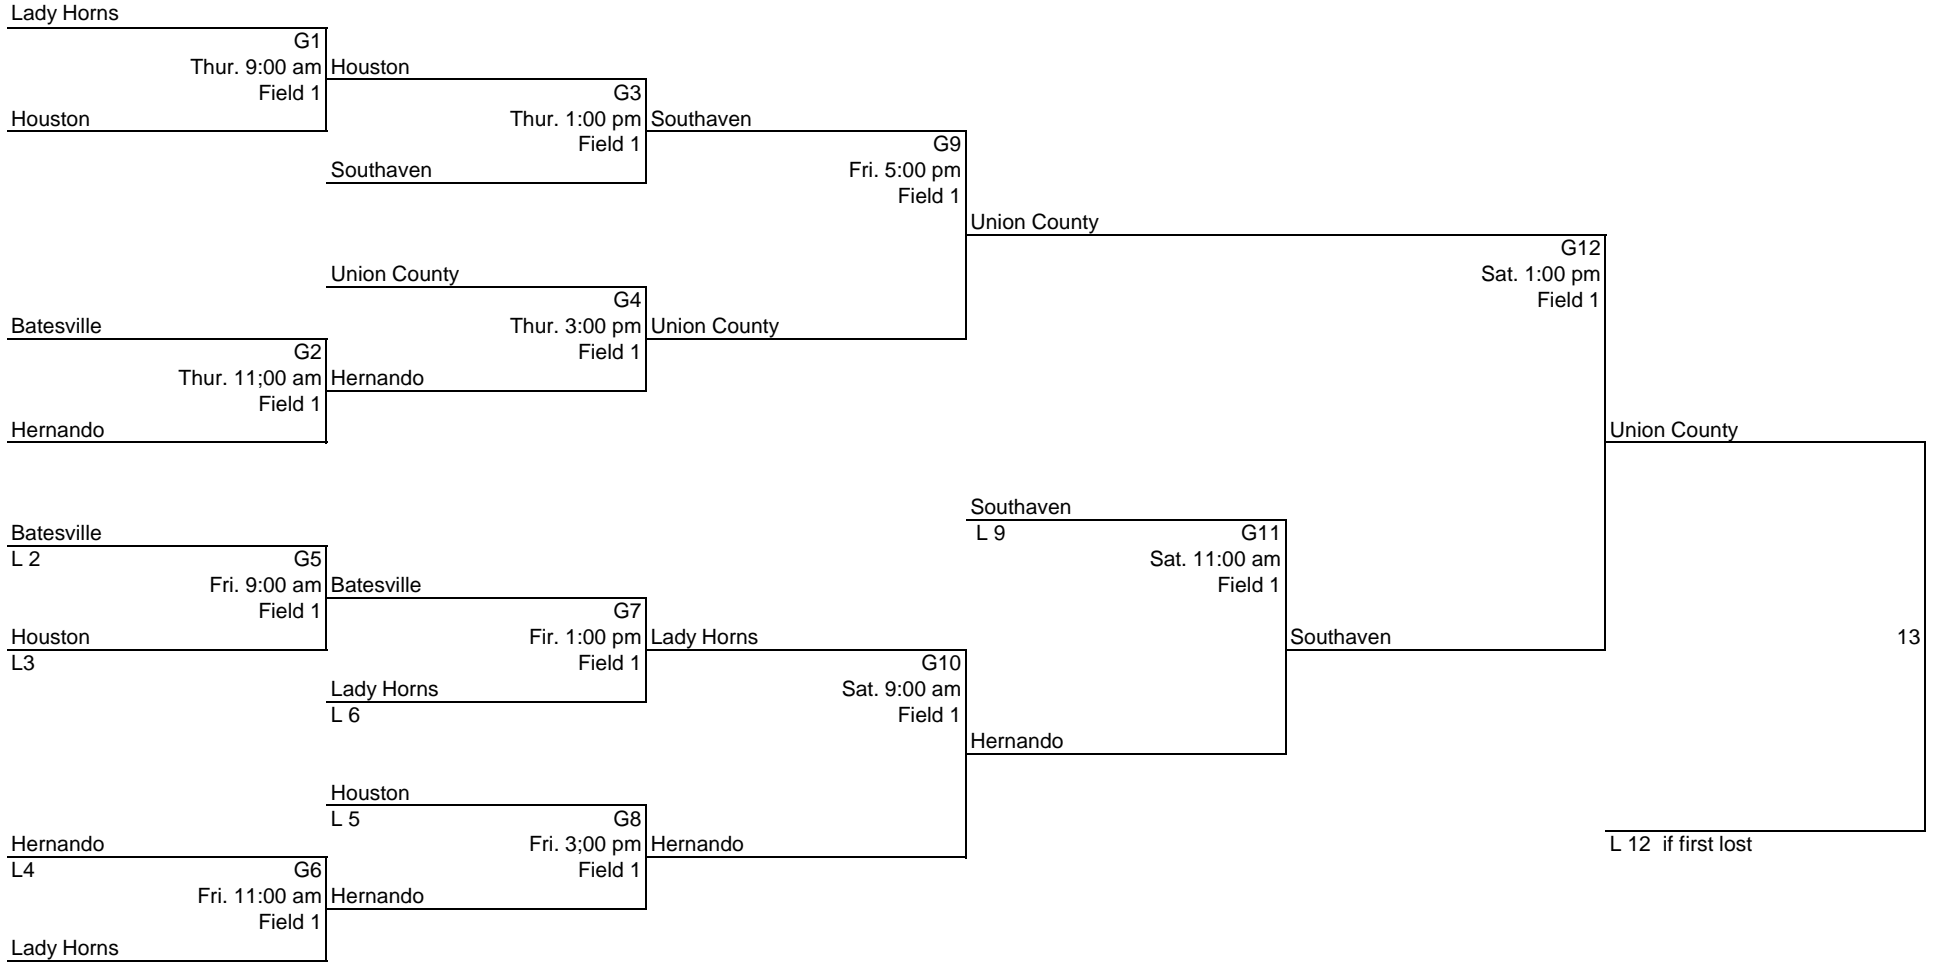 Lady Horns
G1
Thur. 9:00 am
Houston
Field 1
G3
Houston
Thur. 1:00 pm
Southaven
Field 1
G9
Southaven
Fri. 5:00 pm
Field 1
Union County
G12
Union County
Sat. 1:00 pm
G4
Field 1
Batesville
Thur. 3:00 pm
Union County
G2
Field 1
Thur. 11;00 am
Hernando
Field 1
Hernando
Union County
Southaven
Batesville
L 9
G11
L 2
G5
Sat. 11:00 am
Fri. 9:00 am
Batesville
Field 1
Field 1
G7
Houston
Fir. 1:00 pm
Lady Horns
Southaven
13
L3
Field 1
G10
Lady Horns
Sat. 9:00 am
L 6
Field 1
Hernando
Houston
L 5
G8
Hernando
Fri. 3;00 pm
Hernando
L 12 if first lost
L4
G6
Field 1
Fri. 11:00 am
Hernando
Field 1
Lady Horns